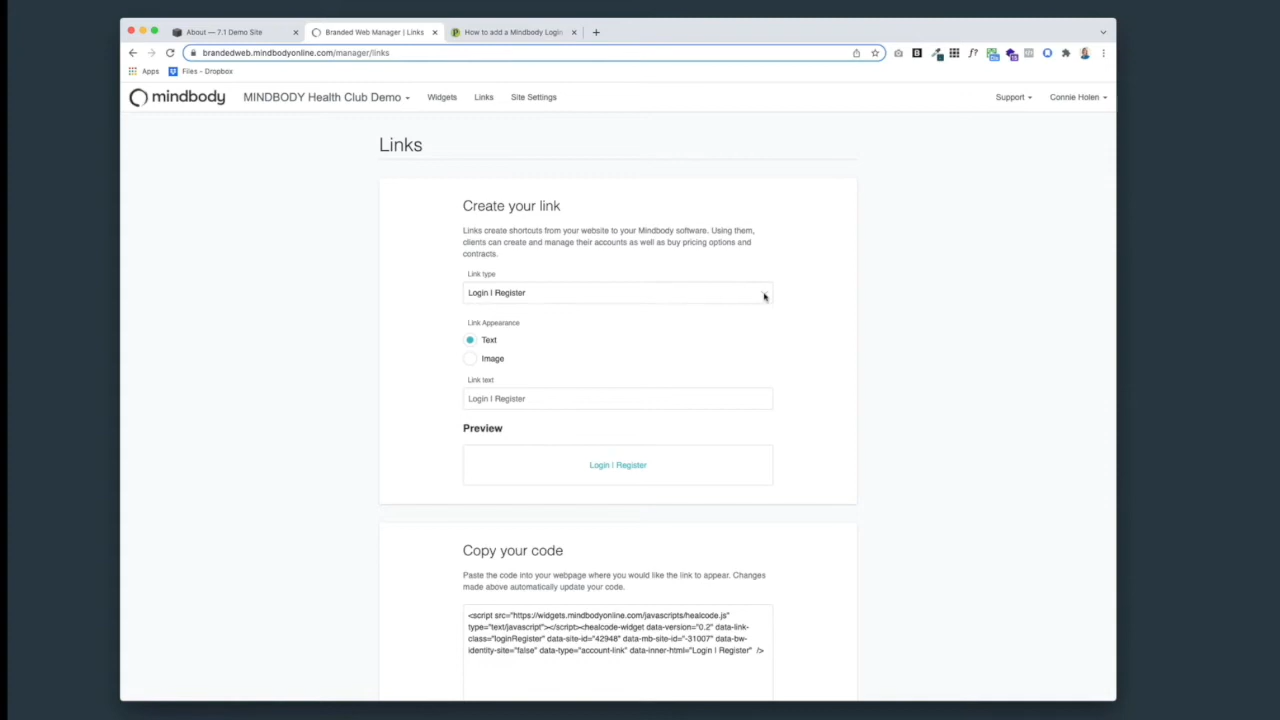 About — 7.1 Demo Site
Branded Web Manager | Links
How to add a Mindbody Login
brandedweb.mindbodyonline.com/manager/links
Apps
Files - Dropbox
mindbody
MINDBODY Health Club Demo
Widgets
Links
Site Settings
Support
Connie Holen
Links
Create your link
Links create shortcuts from your website to your Mindbody software. Using them,
clients can create and manage their accounts as well as buy pricing options and
contracts.
Link type
Login | Register
Link Appearance
Text
Image
Link text
Login | Register
Preview
Login | Register
Copy your code
Paste the code into your webpage where you would like the link to appear. Changes
made above automatically update your code.
<script src="https://widgets.mindbodyonline.com/javascripts/healcode.js"
type="text/javascript"></script><healcode-widget data-version="0.2" data-link-
class="loginRegister" data-site-id="42948" data-mb-site-id="-31007" data-bw-
identity-site="false" data-type="account-link" data-inner-html="Login | Register" />